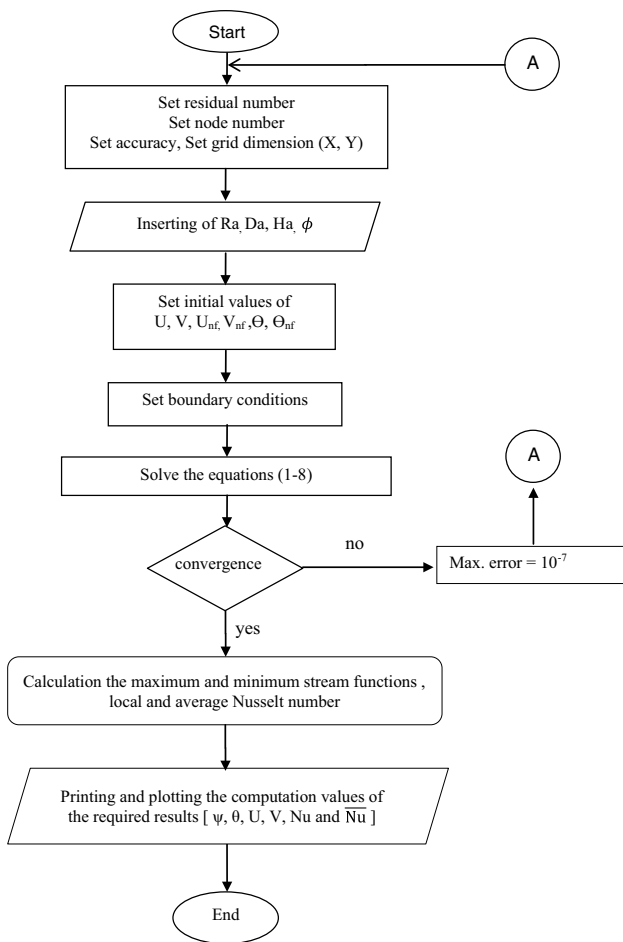 Start
A
Set residual number
Set node number
Set accuracy, Set grid dimension (X, Y)
Inserting of Ra, Da, Ha, ϕ
Set initial values of
U, V, Unf, Vnf ,Ө, Өnf
Set boundary conditions
A
Solve the equations (1-8)
convergence
no
Max. error = 10-7
yes
Calculation the maximum and minimum stream functions ,
local and average Nusselt number
Printing and plotting the computation values of
the required results [ ψ, θ, U, V, Nu and N̅u̅ ]
End